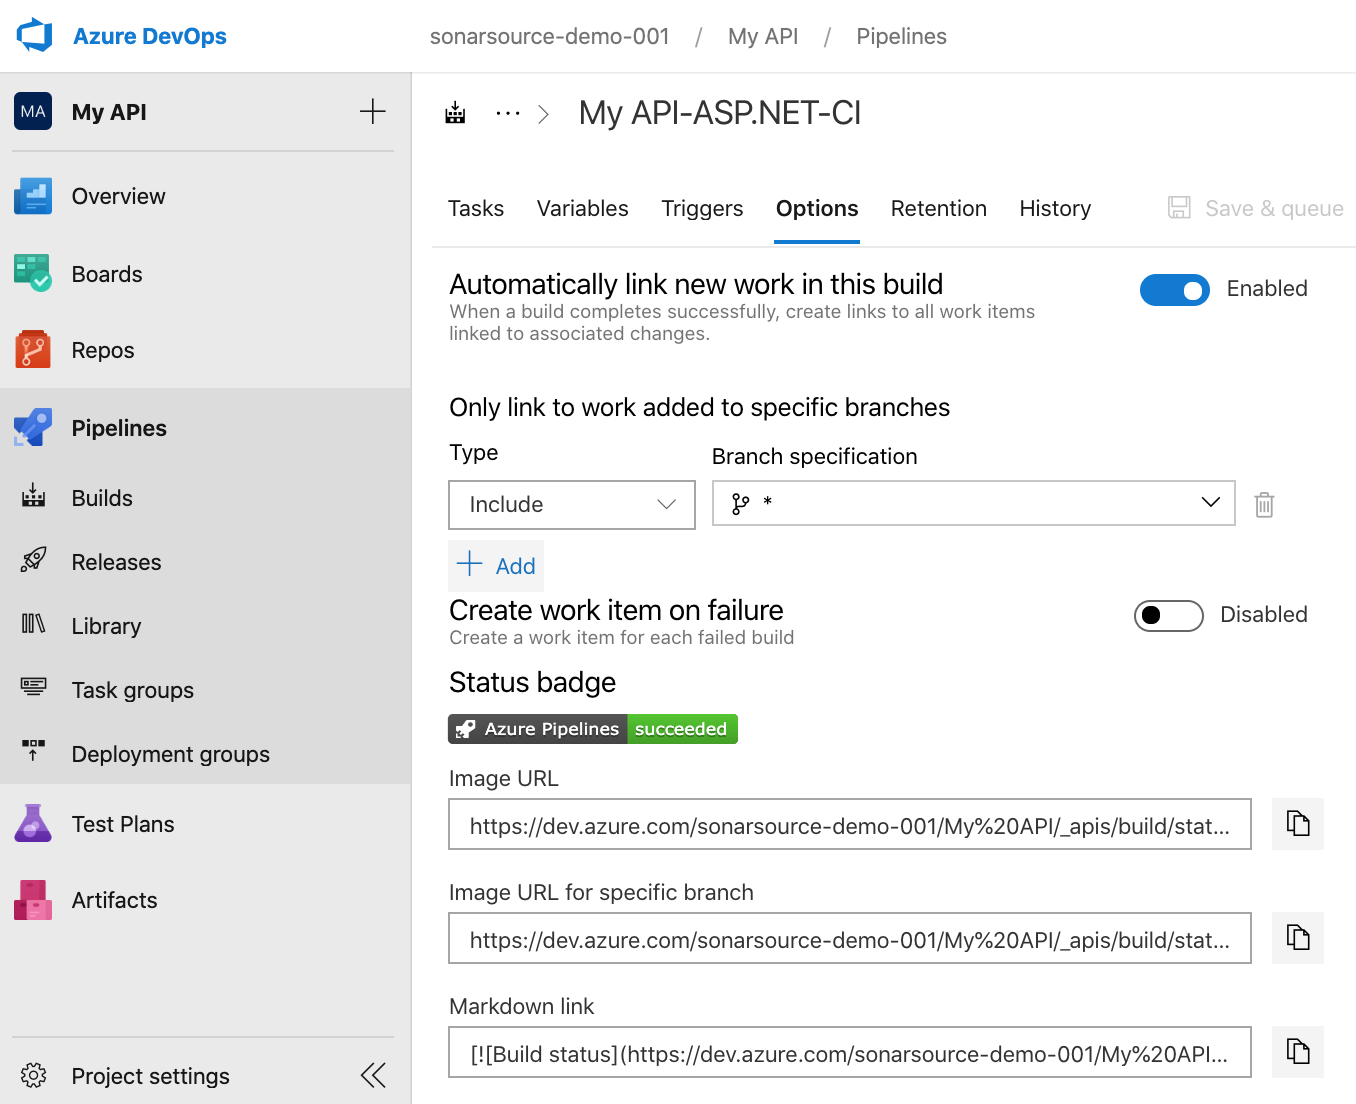 Azure DevOps
sonarsource-demo-001 / My API / Pipelines
MA My API
Overview
Boards
Repos
Pipelines
Builds
Releases
Library
Task groups
Deployment groups
Test Plans
Artifacts
Project settings
... > My API-ASP.NET-CI
Tasks Variables Triggers Options Retention History Save & queue
Automatically link new work in this build
Enabled
When a build completes successfully, create links to all work items
linked to associated changes.
Only link to work added to specific branches
Type
Branch specification
Include
*
Add
Create work item on failure
Disabled
Create a work item for each failed build
Status badge
Azure Pipelines succeeded
Image URL
https://dev.azure.com/sonarsource-demo-001/My%20API/_apis/build/stat...
Image URL for specific branch
https://dev.azure.com/sonarsource-demo-001/My%20API/_apis/build/stat...
Markdown link
[![Build status](https://dev.azure.com/sonarsource-demo-001/My%20API...